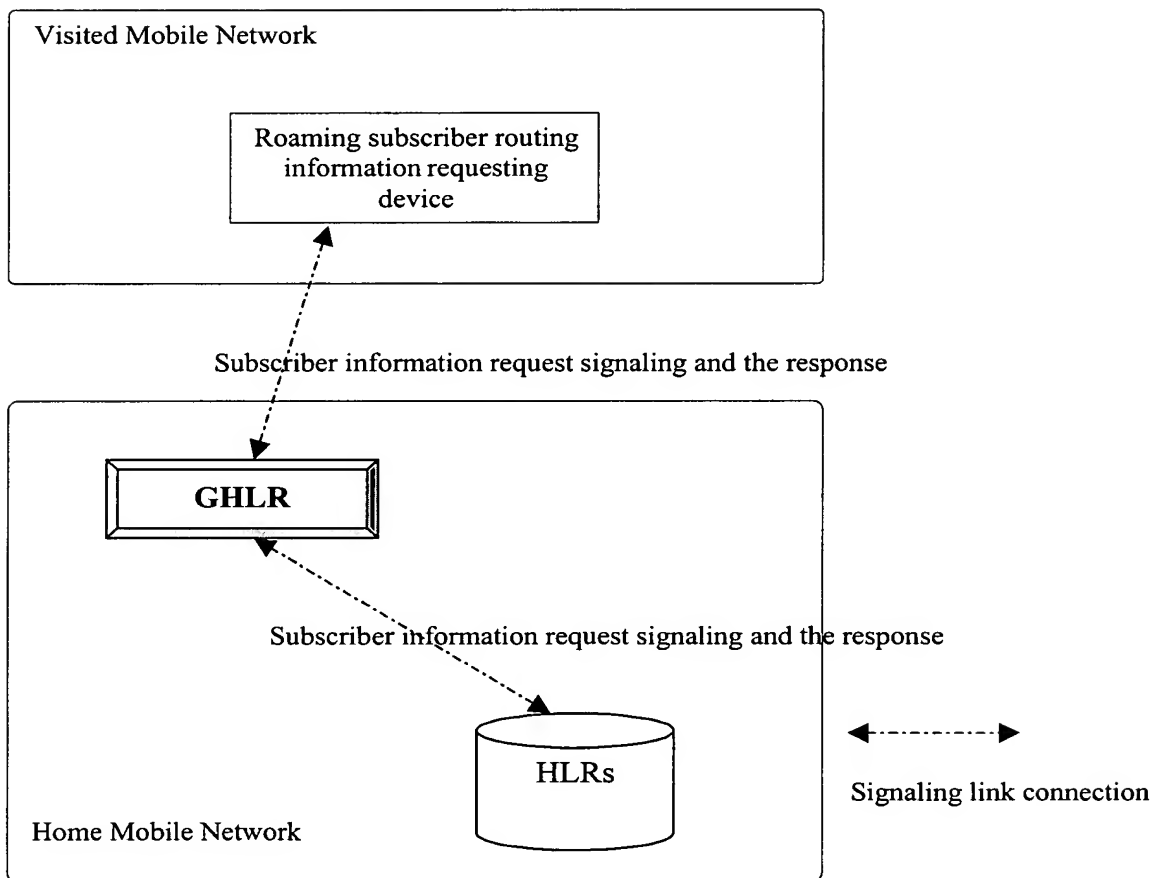 Visited Mobile Network
Roaming subscriber routing
information requesting
device
Subscriber information request signaling and the response
GHLR
Subscriber information request signaling and the response
HLRs
Signaling link connection
Home Mobile Network